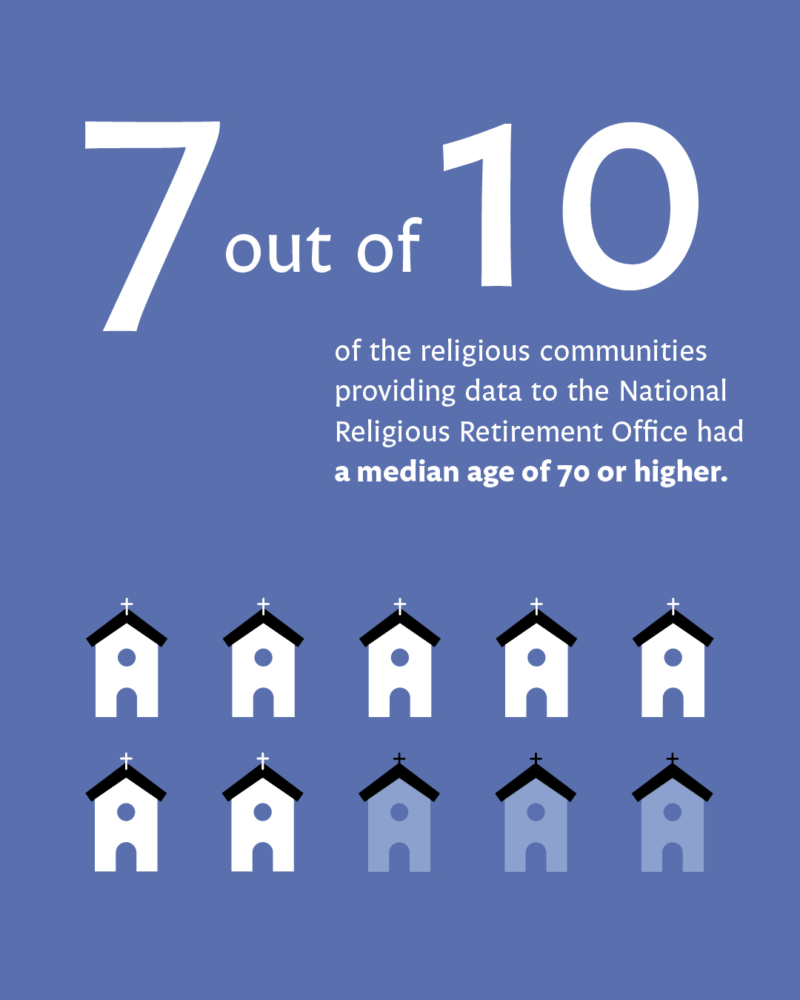 7 out of 10
of the religious communities
providing data to the National
Religious Retirement Office had
a median age of 70 or higher.